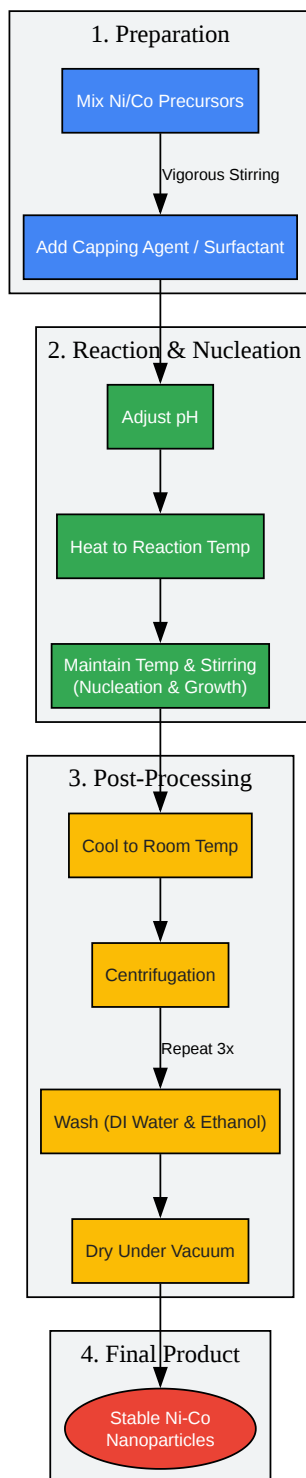 1. Preparation
Mix Ni/Co Precursors
Vigorous Stirring
Add Capping Agent / Surfactant
2. Reaction & Nucleation
Adjust pH
Heat to Reaction Temp
Maintain Temp & Stirring
(Nucleation & Growth)
3. Post-Processing
Cool to Room Temp
Centrifugation
Repeat 3x
Wash (DI Water & Ethanol)
Dry Under Vacuum
4. Final Product
Stable Ni-Co
Nanoparticles